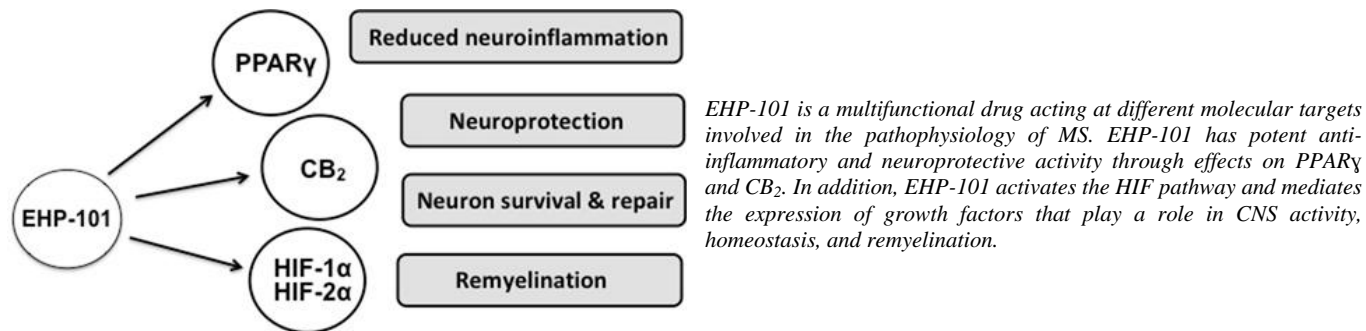 PPARɣ
Reduced neuroinflammation
Neuroprotection
CB₂
EHP-101
Neuron survival & repair
HIF-1α
HIF-2α
Remyelination
EHP-101 is a multifunctional drug acting at different molecular targets
involved in the pathophysiology of MS. EHP-101 has potent anti-
inflammatory and neuroprotective activity through effects on PPARɣ
and CB₂. In addition, EHP-101 activates the HIF pathway and mediates
the expression of growth factors that play a role in CNS activity,
homeostasis, and remyelination.